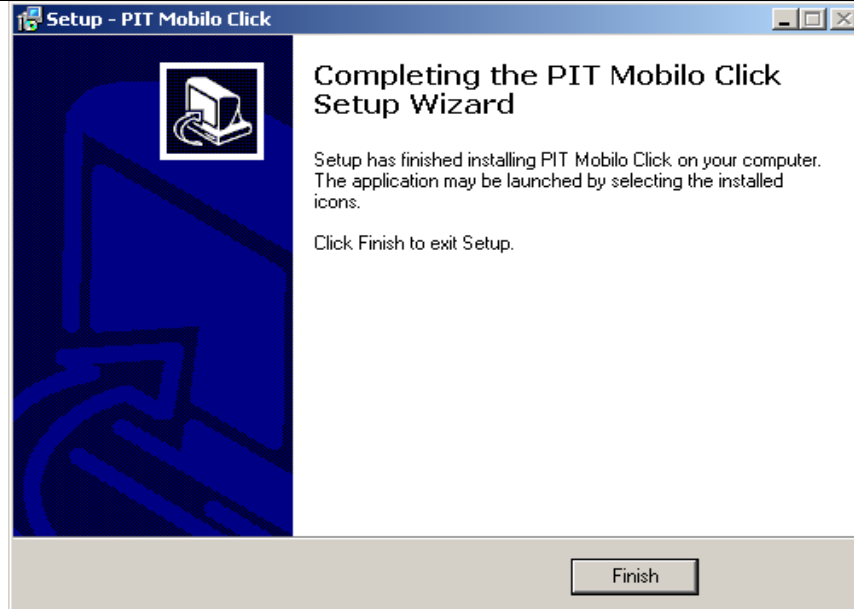 Setup - PIT Mobilo Click
Completing the PIT Mobilo Click
Setup Wizard
Setup has finished installing PIT Mobilo Click on your computer.
The application may be launched by selecting the installed
icons.
Click Finish to exit Setup.
Finish